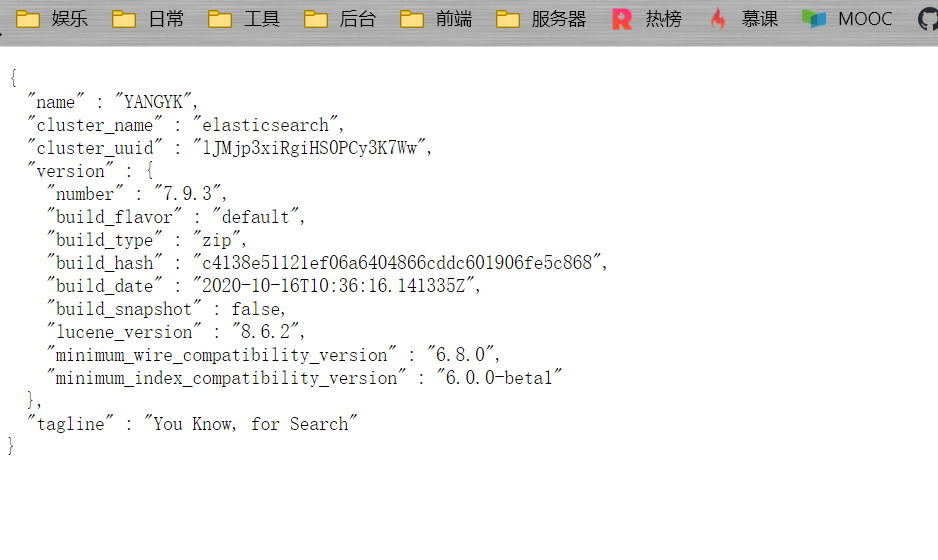 娱乐 日常 工具 后台 前端 服务器 热榜 慕课 MOOC
{
"name" : "YANGYK",
"cluster_name" : "elasticsearch",
"cluster_uuid" : "lJMjp3xiRgiHS0PCy3K7Ww",
"version" : {
"number" : "7.9.3",
"build_flavor" : "default",
"build_type" : "zip",
"build_hash" : "c4138e51121ef06a6404866cddc601906fe5c868",
"build_date" : "2020-10-16T10:36:16.141335Z",
"build_snapshot" : false,
"lucene_version" : "8.6.2",
"minimum_wire_compatibility_version" : "6.8.0",
"minimum_index_compatibility_version" : "6.0.0-beta1"
},
"tagline" : "You Know, for Search"
}